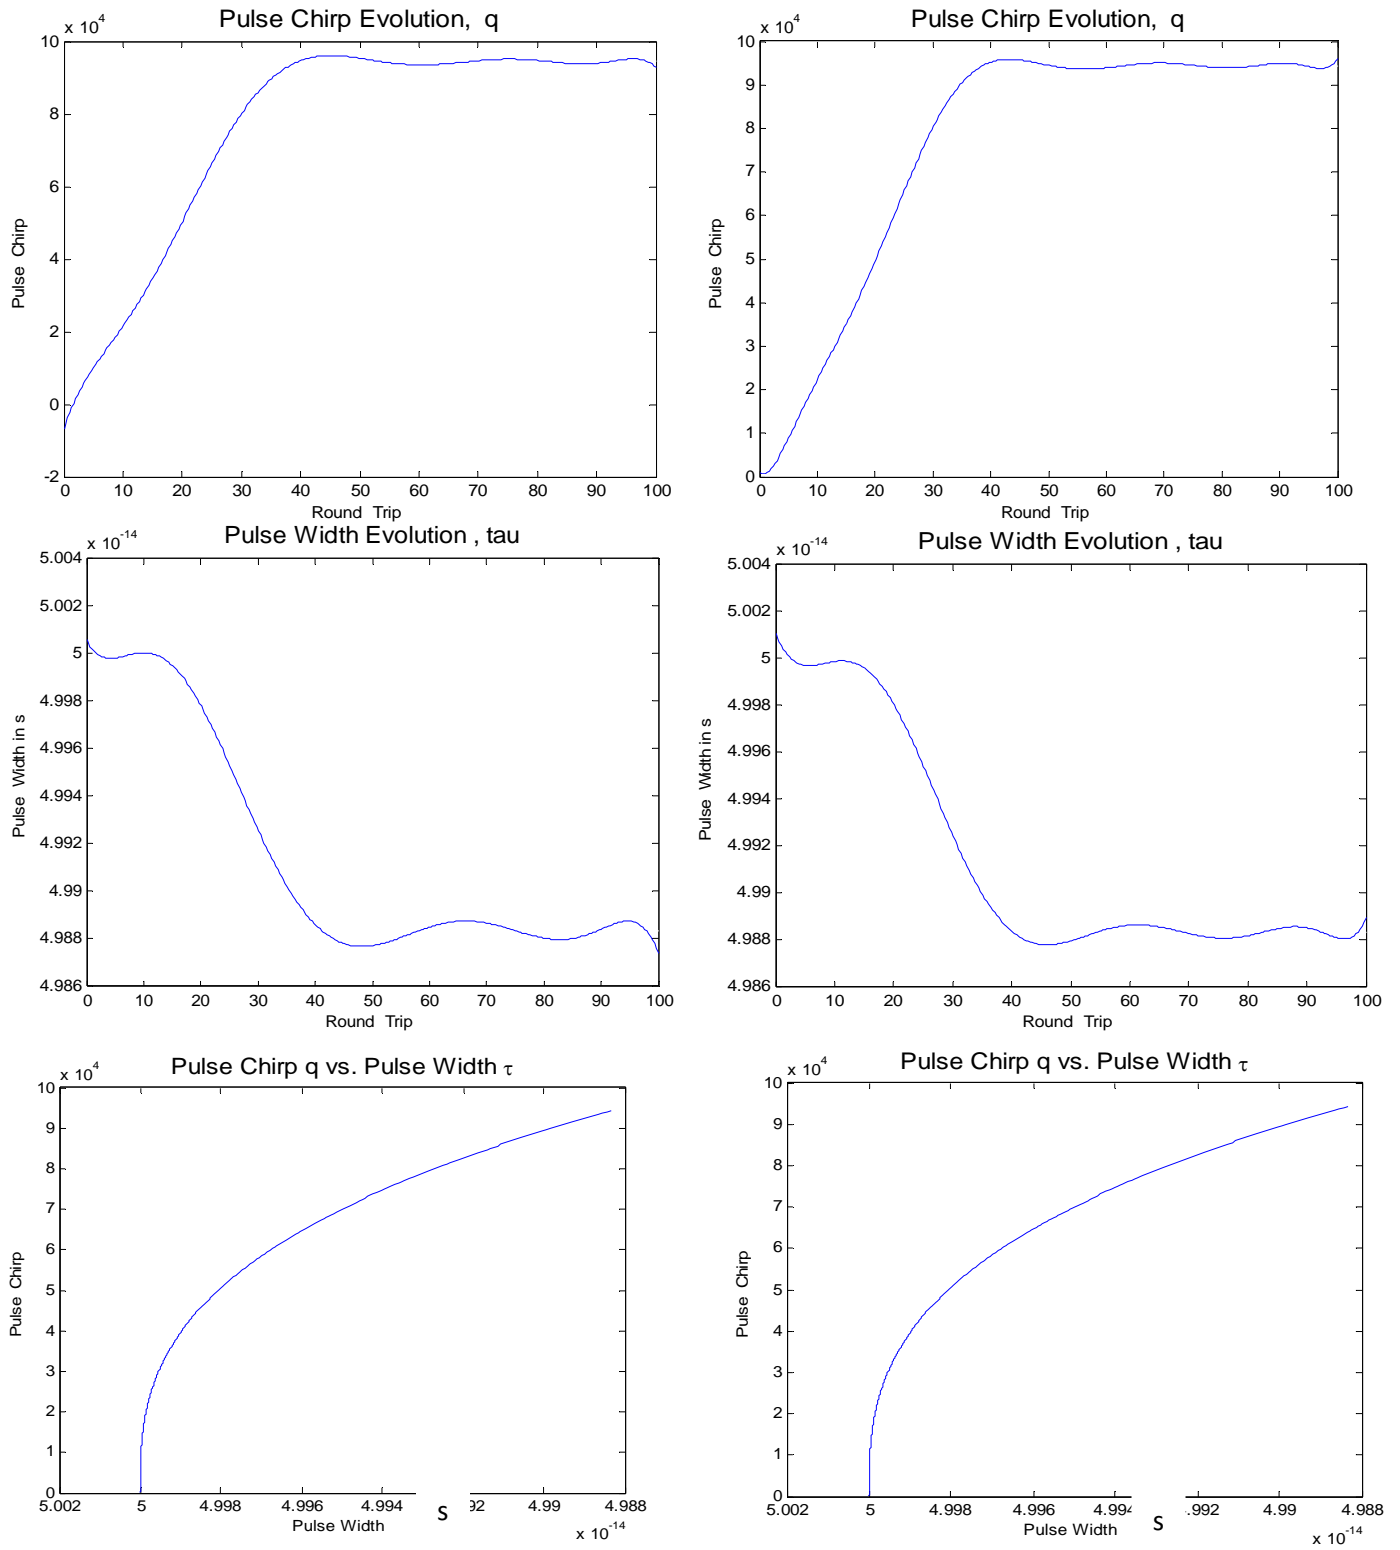 Pulse Chirp Evolution, q
x 10^4
10
8
6
4
2
0
-2
Pulse Chirp
0 10 20 30 40 50 60 70 80 90 100
Round Trip
Pulse Chirp Evolution, q
x 10^4
10
9
8
7
6
5
4
3
2
1
0
Pulse Chirp
0 10 20 30 40 50 60 70 80 90 100
Round Trip
Pulse Width Evolution , tau
x 10^-14
5.004
5.002
5
4.998
4.996
4.994
4.992
4.99
4.988
4.986
Pulse Width in s
0 10 20 30 40 50 60 70 80 90 100
Round Trip
Pulse Width Evolution , tau
x 10^-14
5.004
5.002
5
4.998
4.996
4.994
4.992
4.99
4.988
4.986
Pulse Width in s
0 10 20 30 40 50 60 70 80 90 100
Round Trip
Pulse Chirp q vs. Pulse Width τ
x 10^4
10
9
8
7
6
5
4
3
2
1
0
Pulse Chirp
5.002 5 4.998 4.996 4.994 92 4.99 4.988
Pulse Width s
x 10^-14
Pulse Chirp q vs. Pulse Width τ
x 10^4
10
9
8
7
6
5
4
3
2
1
0
Pulse Chirp
5.002 5 4.998 4.996 4.994 .992 4.99 4.988
Pulse Width s
x 10^-14